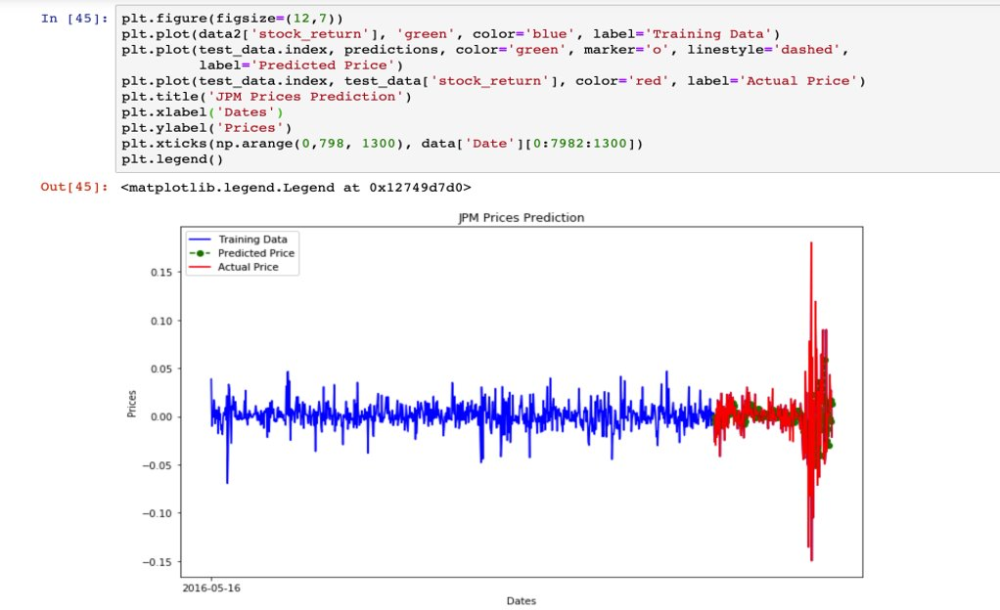 In [45]: plt.figure(figsize=(12,7))
plt.plot(data2['stock_return'], 'green', color='blue', label='Training Data')
plt.plot(test_data.index, predictions, color='green', marker='o', linestyle='dashed',
label='Predicted Price')
plt.plot(test_data.index, test_data['stock_return'], color='red', label='Actual Price')
plt.title('JPM Prices Prediction')
plt.xlabel('Dates')
plt.ylabel('Prices')
plt.xticks(np.arange(0,798, 1300), data['Date'][0:7982:1300])
plt.legend()
Out[45]: <matplotlib.legend.Legend at 0x12749d7d0>
JPM Prices Prediction
Training Data
Predicted Price
Actual Price
0.15
0.10
0.05
0.00
−0.05
−0.10
−0.15
Prices
2016-05-16
Dates